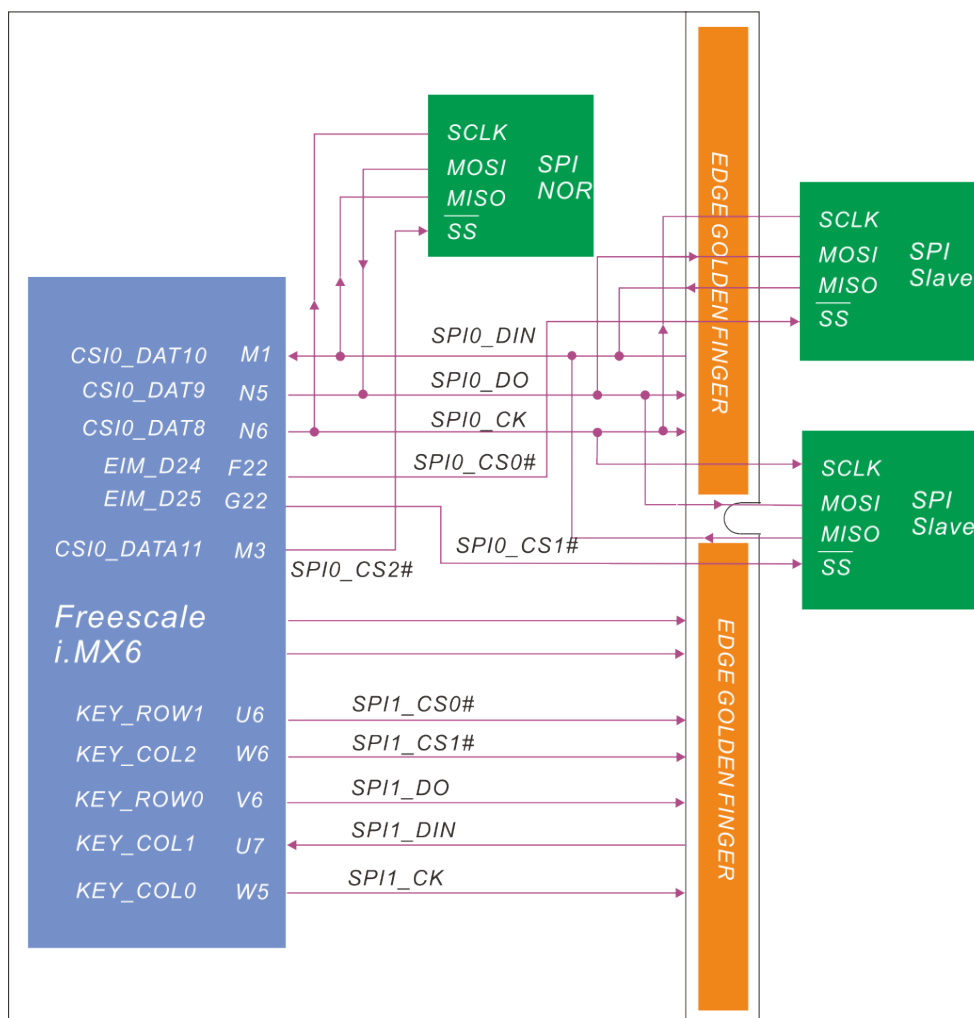 SCLK
MOSI
MISO
SS
SPI
NOR
EDGE GOLDEN FINGER
SCLK
MOSI
MISO
SS
SPI
Slave
CSI0_DAT10 M1
SPI0_DIN
CSI0_DAT9 N5
SPI0_DO
CSI0_DAT8 N6
SPI0_CK
EIM_D24 F22
SPI0_CS0#
EIM_D25 G22
SPI0_CS1#
CSI0_DATA11 M3
SPI0_CS2#
SCLK
MOSI
MISO
SS
SPI
Slave
Freescale
i.MX6
EDGE GOLDEN FINGER
KEY_ROW1 U6
SPI1_CS0#
KEY_COL2 W6
SPI1_CS1#
KEY_ROW0 V6
SPI1_DO
KEY_COL1 U7
SPI1_DIN
KEY_COL0 W5
SPI1_CK